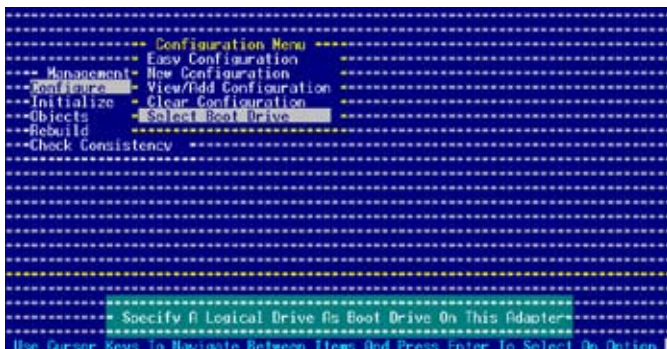 Configuration Menu
Easy Configuration
Management
New Configuration
Configure
View/Add Configuration
Initialize
Clear Configuration
Objects
Select Boot Drive
Rebuild
Check Consistency
Specify A Logical Drive As Boot Drive On This Adapter
Use Cursor Keys To Navigate Between Items And Press Enter To Select An Option